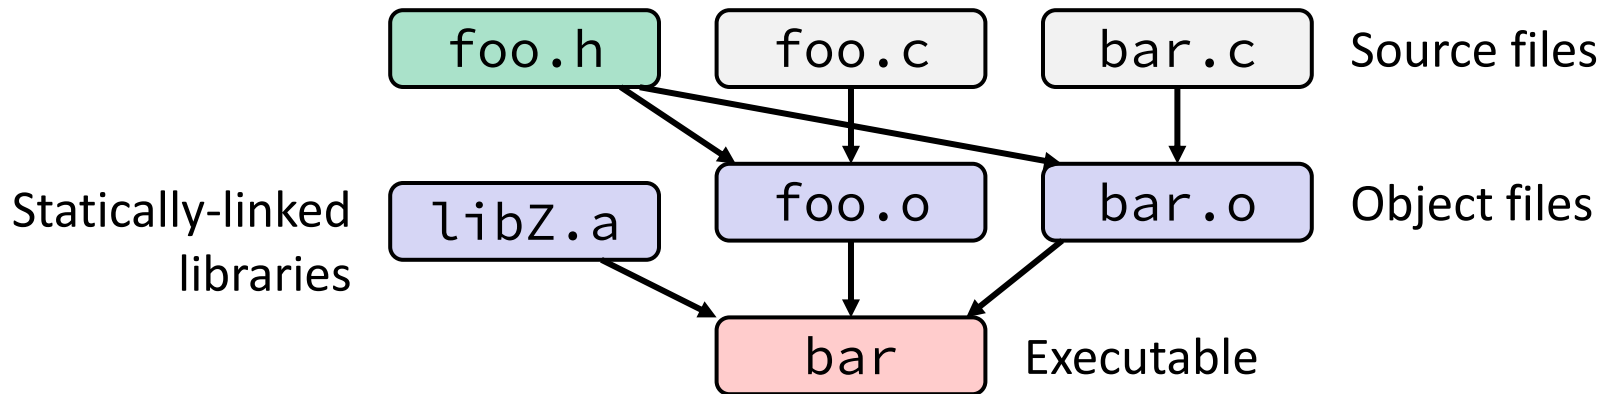 foo.h foo.c bar.c Source files
Statically-linked
libraries
libZ.a foo.o bar.o Object files
bar Executable